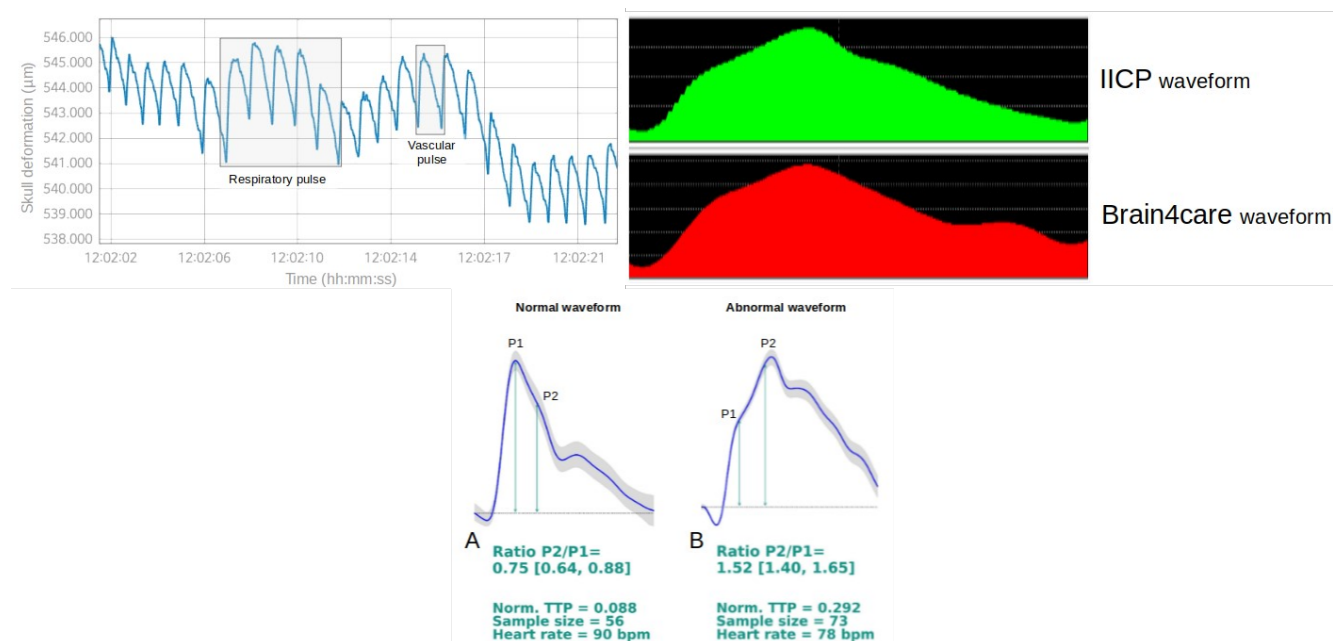 546.000
545.000
544.000
543.000
542.000
541.000
540.000
539.000
538.000
Skull deformation (µm)
Respiratory pulse
Vascular
pulse
12:02:02
12:02:06
12:02:10
12:02:14
12:02:17
12:02:21
Time (hh:mm:ss)
IICP waveform
Brain4care waveform
Normal waveform
P1
P2
A
Ratio P2/P1=
0.75 [0.64, 0.88]
Norm. TTP = 0.088
Sample size = 56
Heart rate = 90 bpm
Abnormal waveform
P2
P1
B
Ratio P2/P1=
1.52 [1.40, 1.65]
Norm. TTP = 0.292
Sample size = 73
Heart rate = 78 bpm